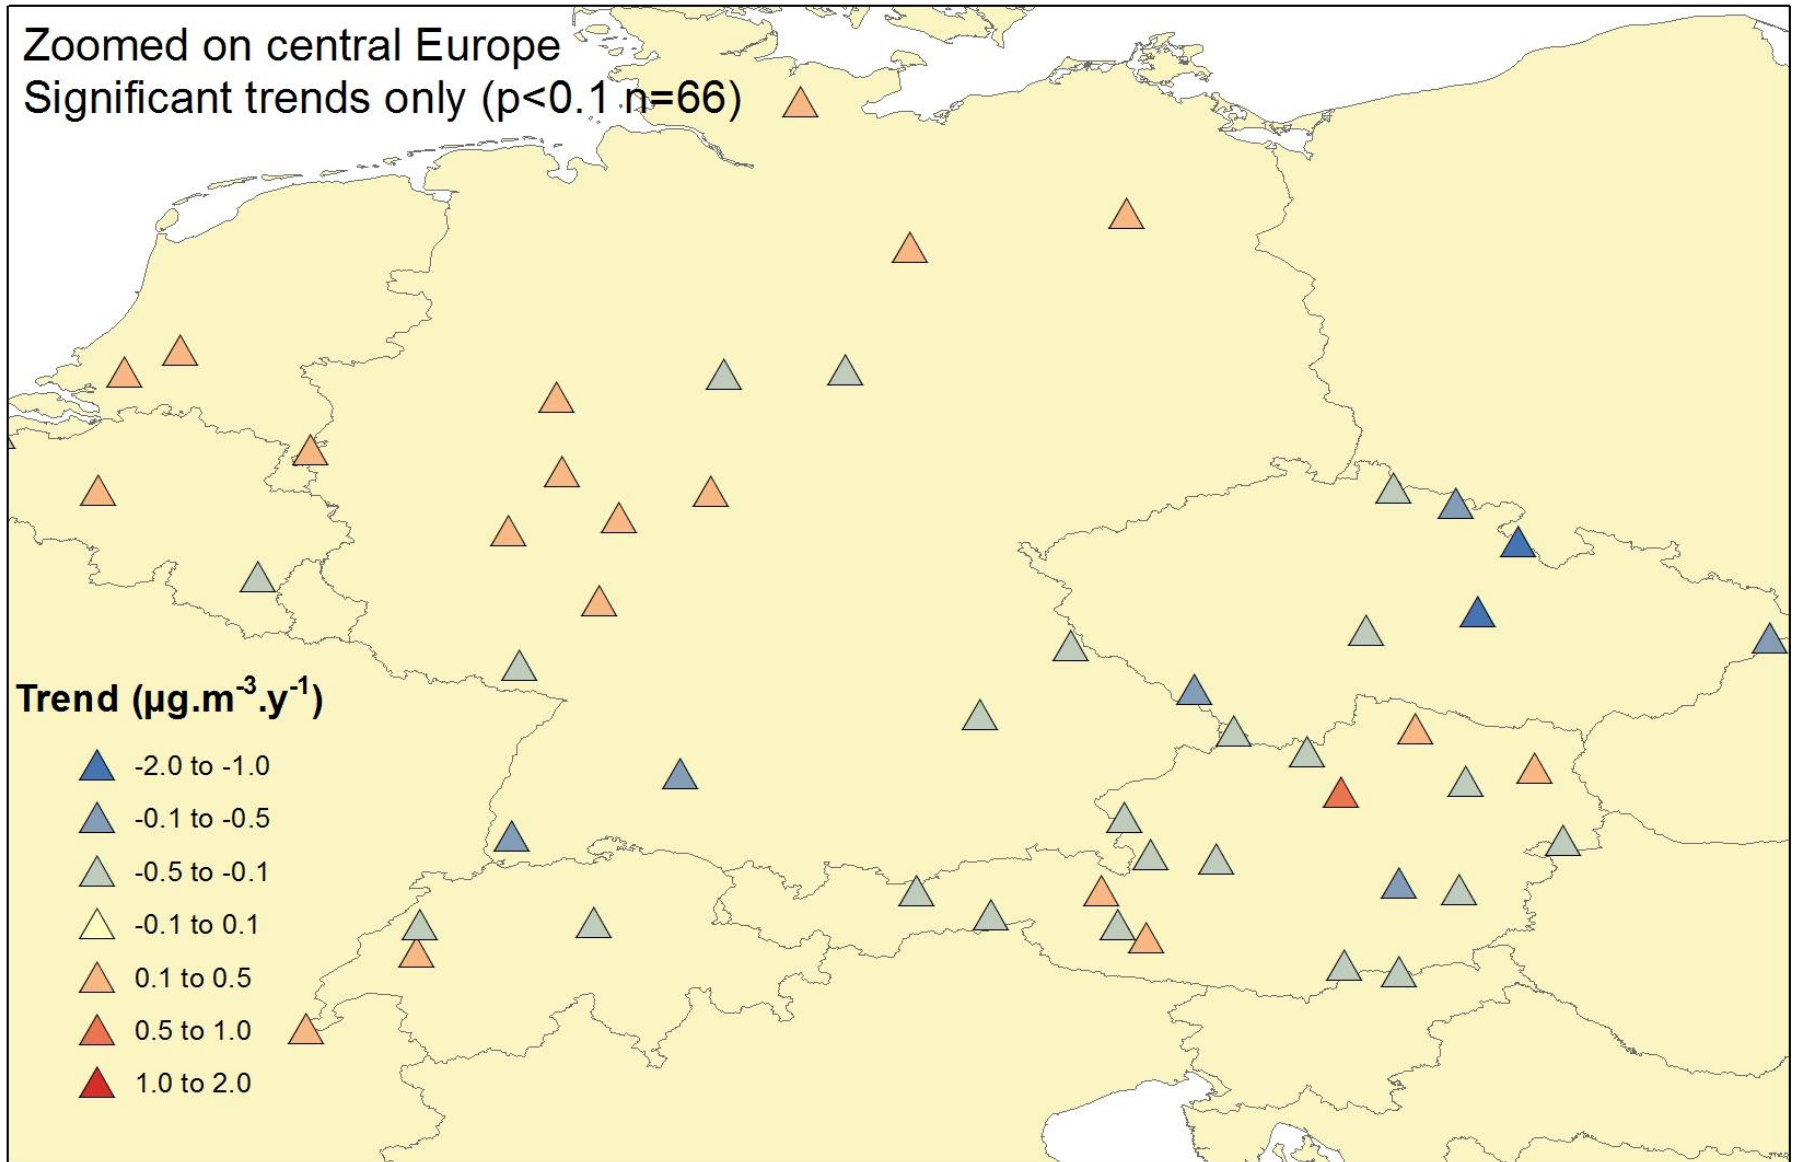 Zoomed on central Europe
Significant trends only (p<0.1 n=66)
Trend (µg.m⁻³.y⁻¹)
-2.0 to -1.0
-0.1 to -0.5
-0.5 to -0.1
-0.1 to 0.1
0.1 to 0.5
0.5 to 1.0
1.0 to 2.0